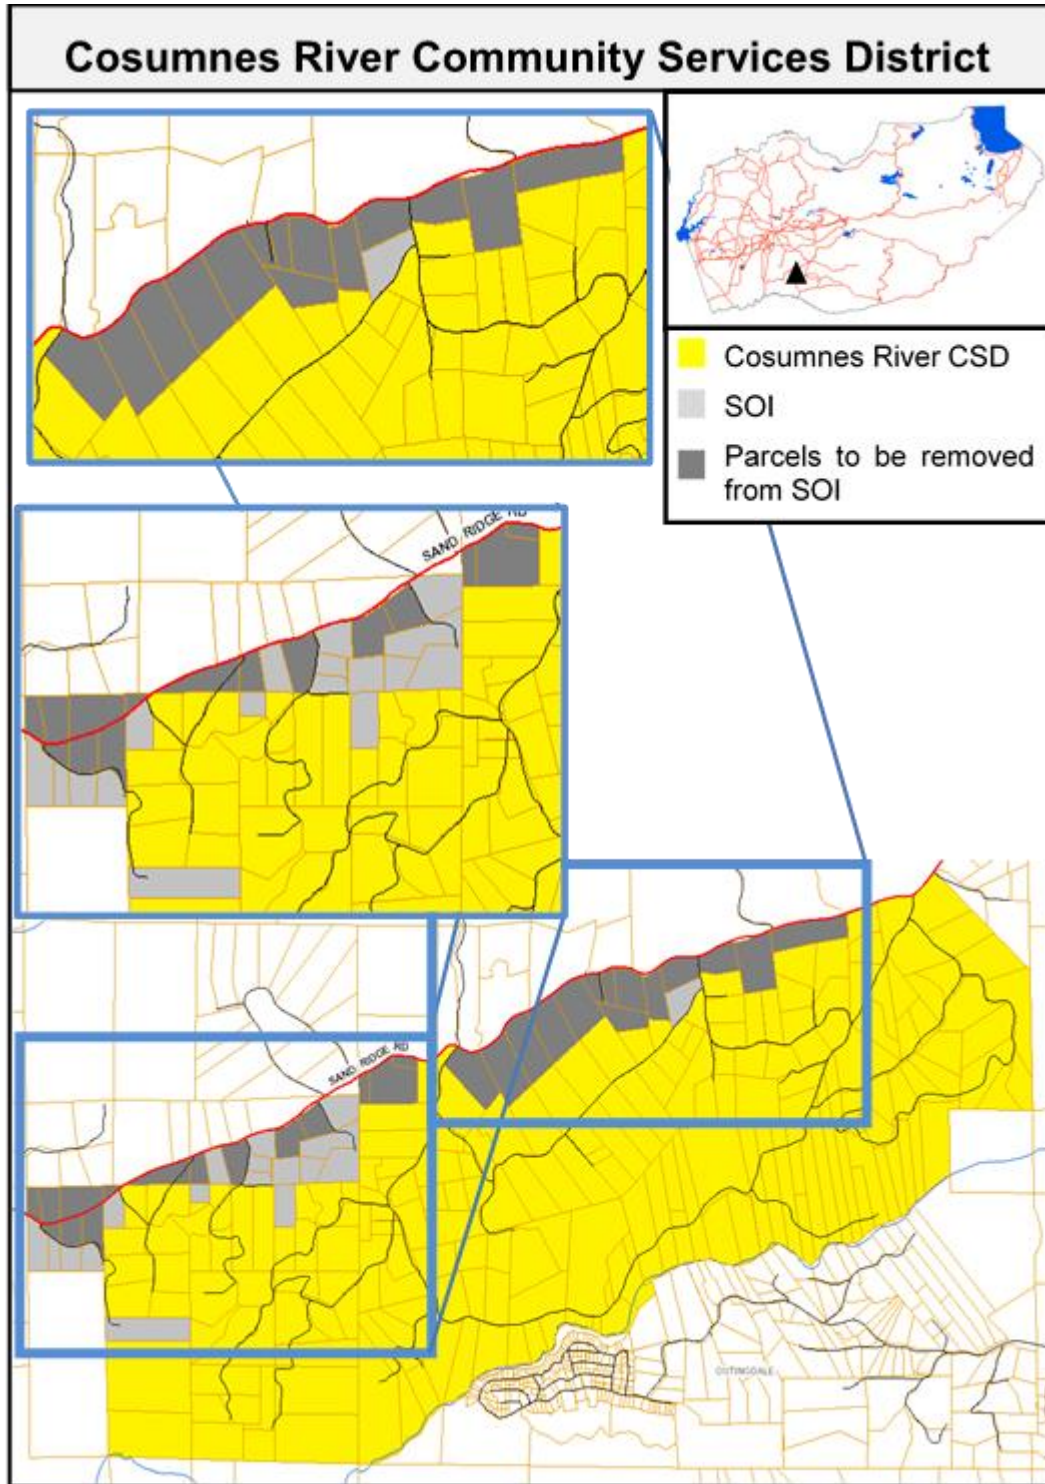 Cosumnes River Community Services District
Cosumnes River CSD
SOI
Parcels to be removed
from SOI
SAND RIDGE RD
SAND RIDGE RD
OUTINGDALE